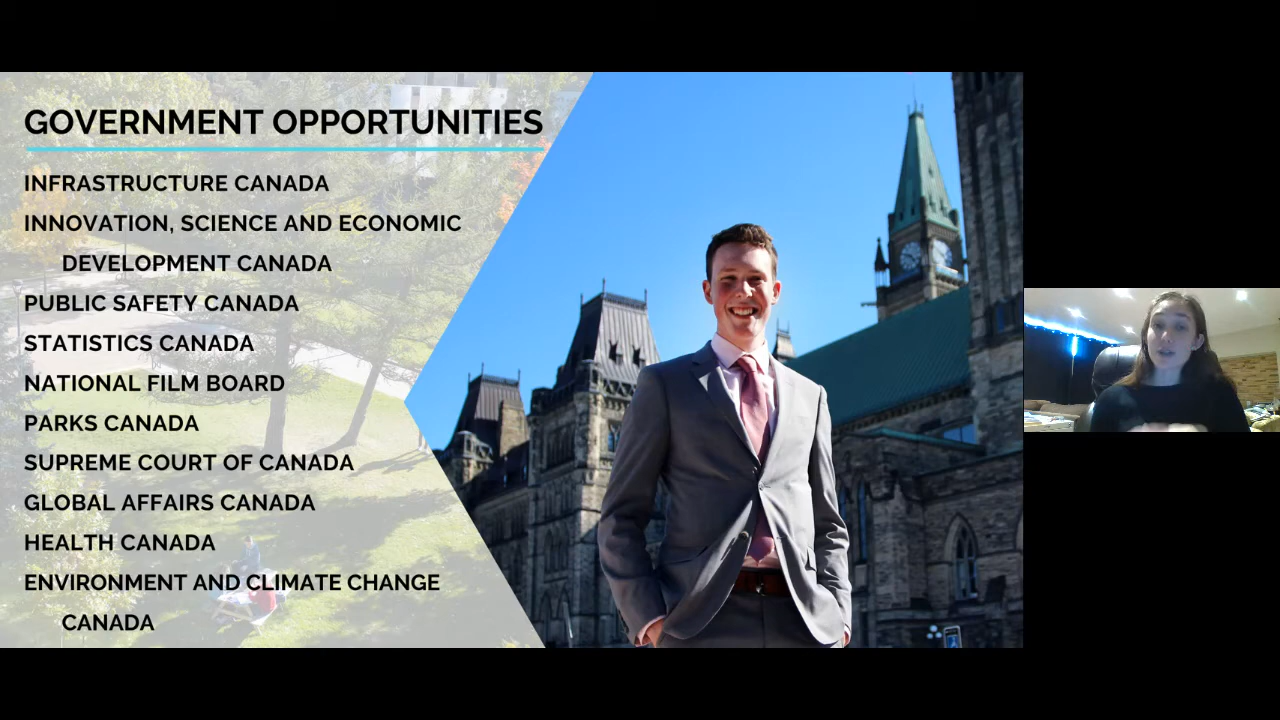 GOVERNMENT OPPORTUNITIES
INFRASTRUCTURE CANADA
INNOVATION, SCIENCE AND ECONOMIC
DEVELOPMENT CANADA
PUBLIC SAFETY CANADA
STATISTICS CANADA
NATIONAL FILM BOARD
PARKS CANADA
SUPREME COURT OF CANADA
GLOBAL AFFAIRS CANADA
HEALTH CANADA
ENVIRONMENT AND CLIMATE CHANGE
CANADA